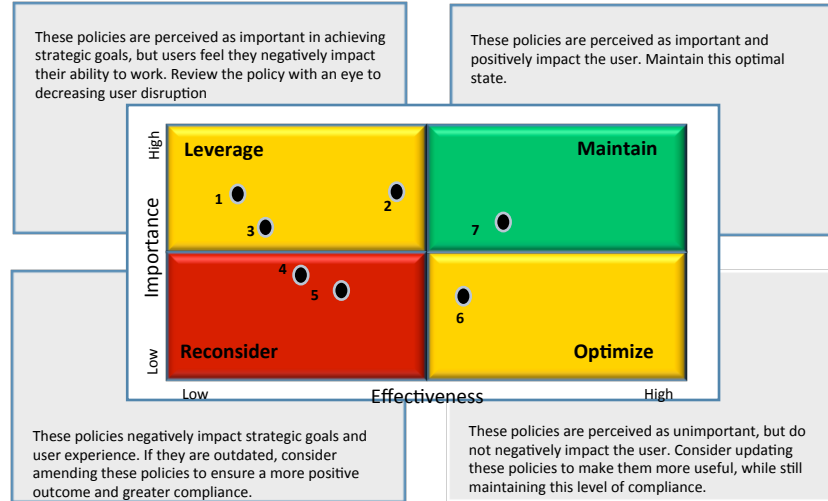 These policies are perceived as important in achieving
strategic goals, but users feel they negatively impact
their ability to work. Review the policy with an eye to
decreasing user disruption
These policies are perceived as important and
positively impact the user. Maintain this optimal
state.
High
Importance
Low
Leverage
Maintain
1
2
3
7
4
5
6
Reconsider
Optimize
Low
Effectiveness
High
These policies negatively impact strategic goals and
user experience. If they are outdated, consider
amending these policies to ensure a more positive
outcome and greater compliance.
These policies are perceived as unimportant, but do
not negatively impact the user. Consider updating
these policies to make them more useful, while still
maintaining this level of compliance.